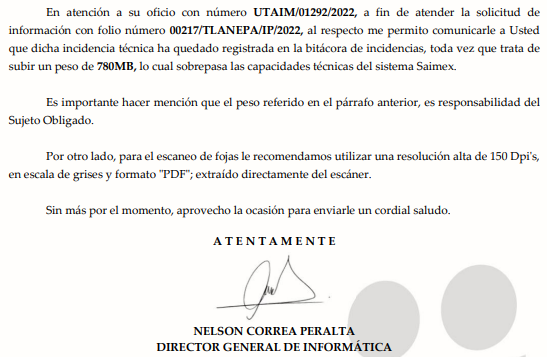 En atención a su oficio con número UTAIM/01292/2022, a fin de atender la solicitud de
información con folio número 00217/TLANEPA/IP/2022, al respecto me permito comunicarle a Usted
que dicha incidencia técnica ha quedado registrada en la bitácora de incidencias, toda vez que trata de
subir un peso de 780MB, lo cual sobrepasa las capacidades técnicas del sistema Saimex.
Es importante hacer mención que el peso referido en el párrafo anterior, es responsabilidad del
Sujeto Obligado.
Por otro lado, para el escaneo de fojas le recomendamos utilizar una resolución alta de 150 Dpi's,
en escala de grises y formato "PDF"; extraído directamente del escáner.
Sin más por el momento, aprovecho la ocasión para enviarle un cordial saludo.
A T E N T A M E N T E
NELSON CORREA PERALTA
DIRECTOR GENERAL DE INFORMÁTICA